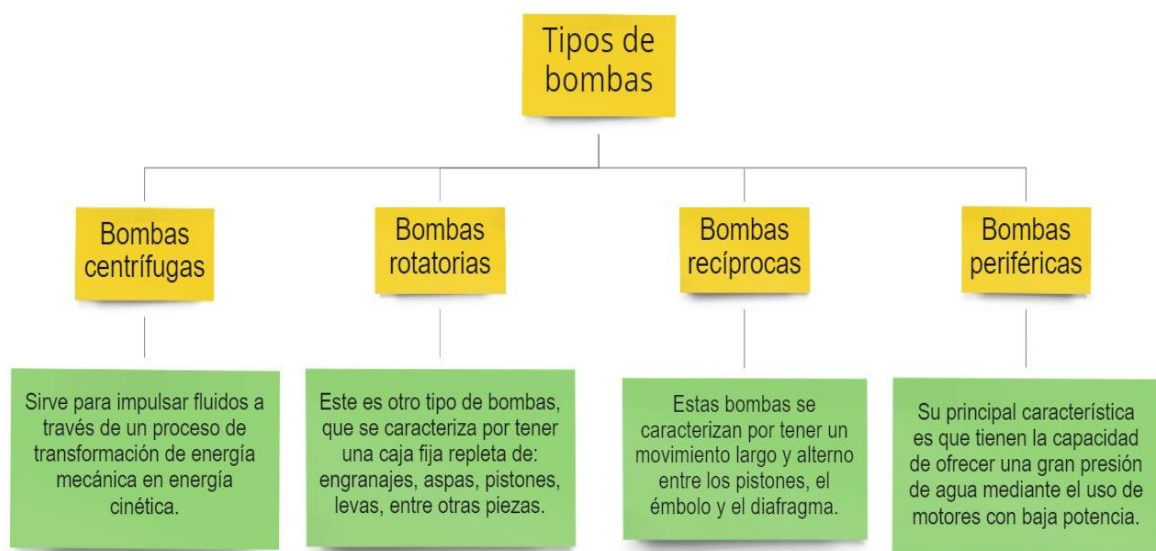 Tipos de
bombas
Bombas
centrífugas
Bombas
rotatorias
Bombas
recíprocas
Bombas
periféricas
Sirve para impulsar fluidos a
través de un proceso de
transformación de energía
mecánica en energía
cinética.
Este es otro tipo de bombas,
que se caracteriza por tener
una caja fija repleta de:
engranajes, aspas, pistones,
levas, entre otras piezas.
Estas bombas se
caracterizan por tener un
movimiento largo y alterno
entre los pistones, el
émbolo y el diafragma.
Su principal característica
es que tienen la capacidad
de ofrecer una gran presión
de agua mediante el uso de
motores con baja potencia.